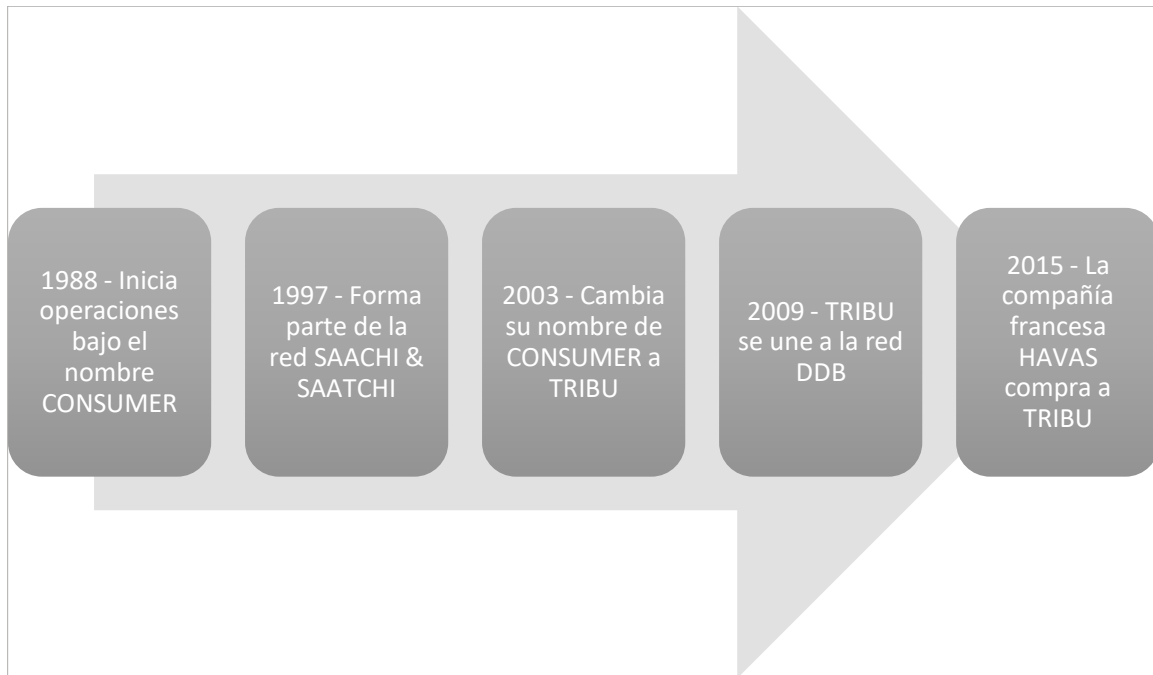 1988 - Inicia
operaciones
bajo el
nombre
CONSUMER
1997 - Forma
parte de la
red SAACHI &
SAATCHI
2003 - Cambia
su nombre de
CONSUMER a
TRIBU
2009 - TRIBU
se une a la red
DDB
2015 - La
compañía
francesa
HAVAS
compra a
TRIBU